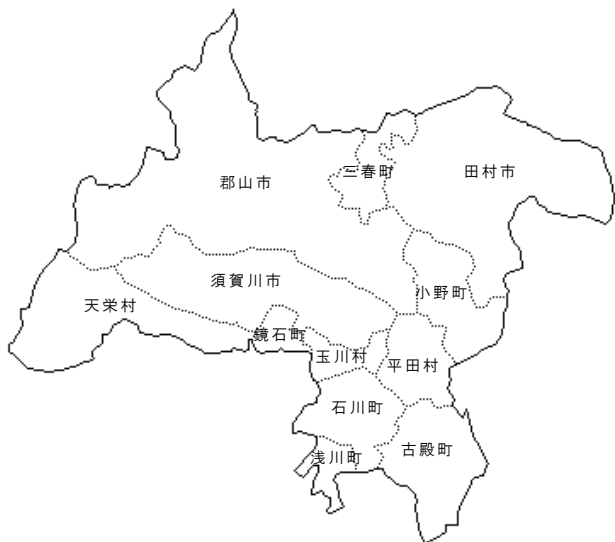 三春町
田村市
郡山市
須賀川市
小野町
天栄村
鏡石町
玉川村
平田村
石川町
古殿町
浅川町